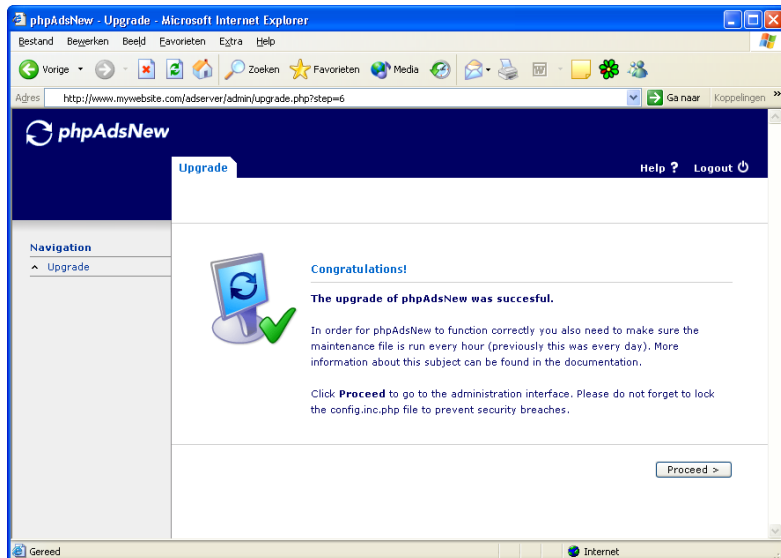 phpAdsNew - Upgrade - Microsoft Internet Explorer
Bestand Bewerken Beeld Favorieten Extra Help
Vorige Zoeken Favorieten Media
Adres http://www.mywebsite.com/adserver/admin/upgrade.php?step=6 Ga naar Koppelingen »
phpAdsNew
Upgrade Help ? Logout
Navigation
Upgrade
Congratulations!
The upgrade of phpAdsNew was succesful.
In order for phpAdsNew to function correctly you also need to make sure the
maintenance file is run every hour (previously this was every day). More
information about this subject can be found in the documentation.
Click Proceed to go to the administration interface. Please do not forget to lock
the config.inc.php file to prevent security breaches.
Proceed >
Gereed Internet